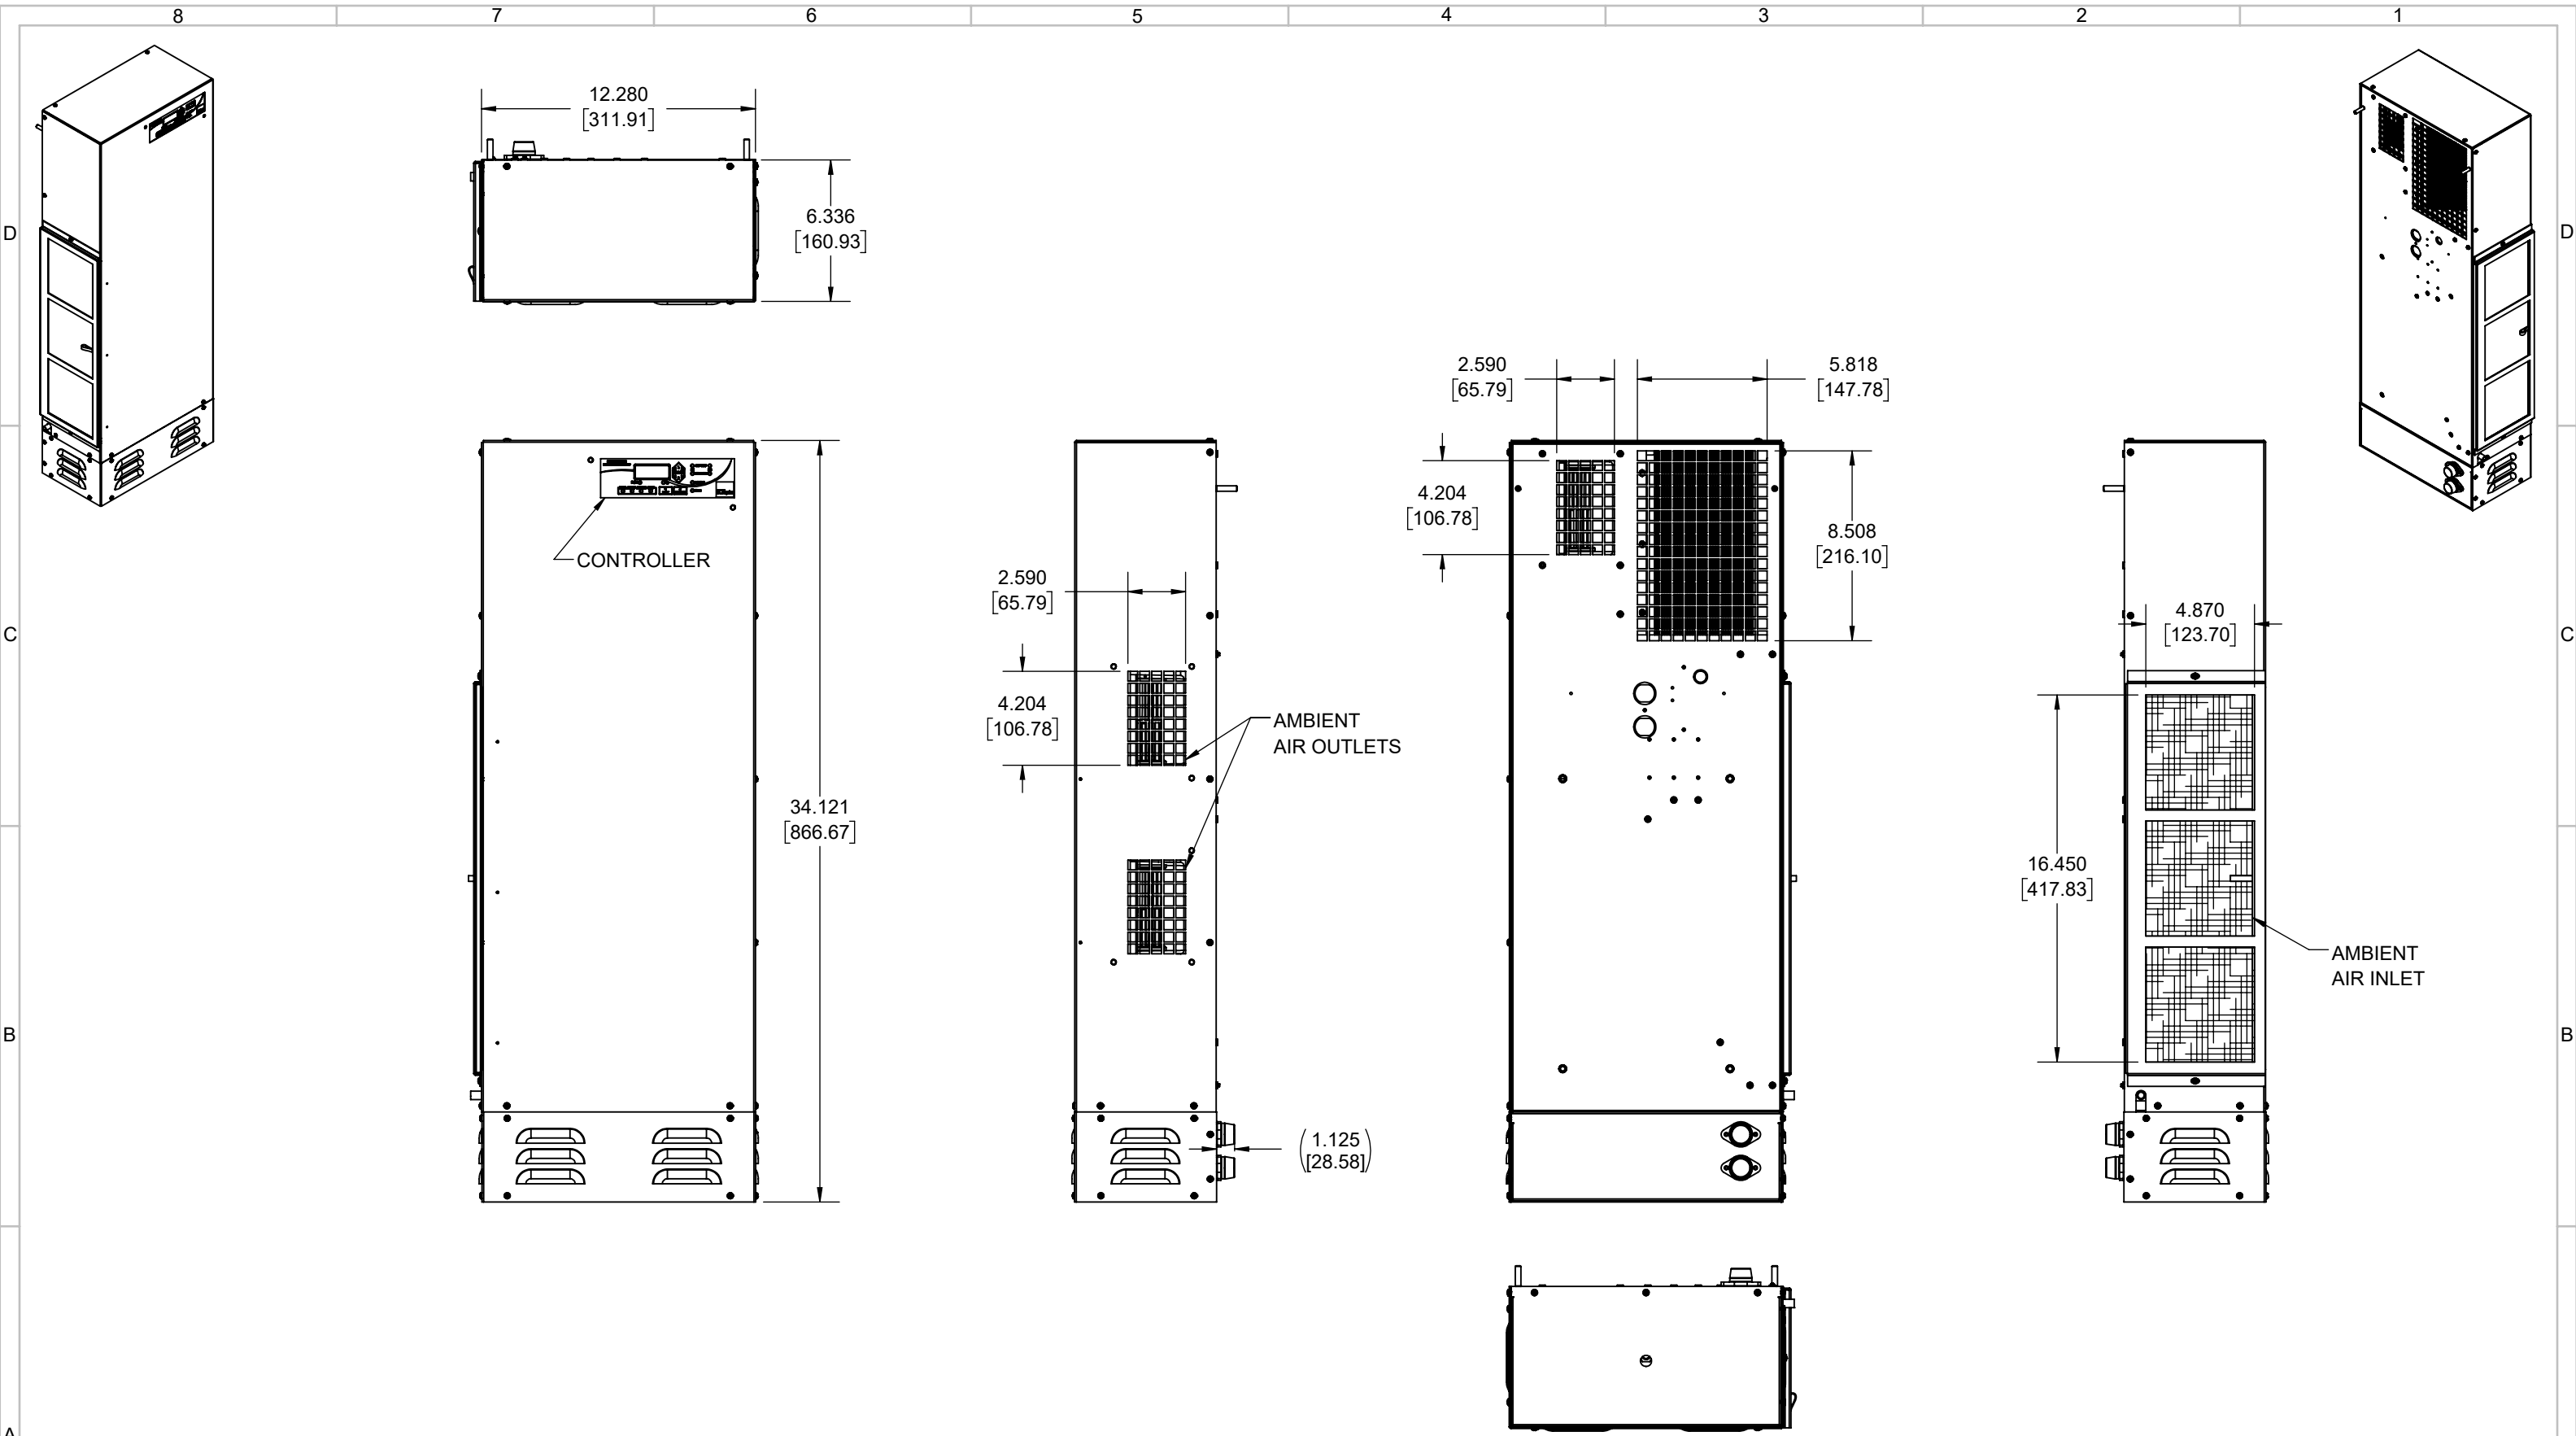 8 7 6 5 4 3 2 1
12.280
[311.91]
6.336
[160.93]
D
D
2.590
[65.79]
5.818
[147.78]
4.204
[106.78]
8.508
[216.10]
CONTROLLER
2.590
[65.79]
4.870
[123.70]
C
C
4.204
[106.78]
AMBIENT
AIR OUTLETS
34.121
[866.67]
16.450
[417.83]
AMBIENT
AIR INLET
B
B
(1.125
[28.58])
A